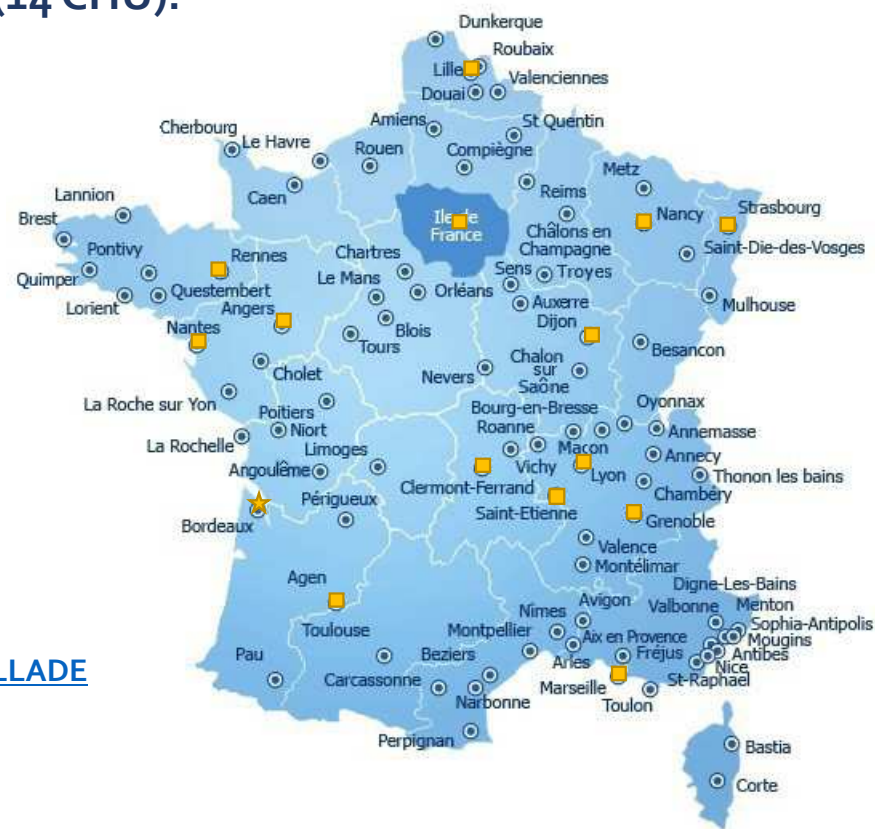 (14 CHU).
Dunkerque
Roubaix
Lille
Valenciennes
Douai
Amiens
St Quentin
Cherbourg
Le Havre
Rouen
Compiègne
Metz
Lannion
Caen
Reims
Nancy
Strasbourg
Brest
Ile de
France
Châlons en
Champagne
Pontivy
Rennes
Chartres
Saint-Die-des-Vosges
Quimper
Le Mans
Sens
Troyes
Lorient
Questembert
Orléans
Auxerre
Mulhouse
Angers
Nantes
Blois
Dijon
Tours
Besancon
Cholet
Nevers
Chalon
sur
Saône
La Roche sur Yon
Poitiers
Bourg-en-Bresse
Oyonnax
Niort
Roanne
Annemasse
La Rochelle
Limoges
Macon
Annecy
Angoulême
Vichy
Lyon
Thonon les bains
Clermont-Ferrand
Chambéry
Périgueux
Saint-Etienne
Grenoble
Bordeaux
Valence
Montélimar
Agen
Digne-Les-Bains
Avigon
Valbonne
Menton
Nimes
Toulouse
Montpellier
Sophia-Antipolis
Aix en Provence
Mougins
Pau
Beziers
Fréjus
Antibes
LLADE
Arles
Nice
Carcassonne
Marseille
St-Raphael
Narbonne
Toulon
Perpignan
Bastia
Corte